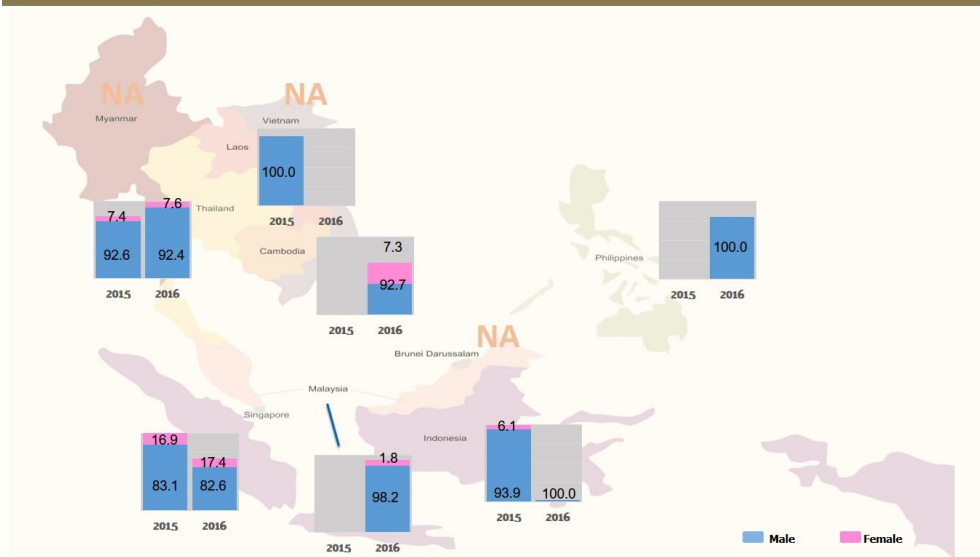 NA
NA
Myanmar
Vietnam
Laos
100.0
7.4
7.6
Thailand
92.6
92.4
2015
2016
2015
2016
Cambodia
7.3
92.7
2015
2016
Philippines
100.0
2015
2016
NA
Brunei Darussalam
Malaysia
Singapore
Indonesia
16.9
17.4
83.1
82.6
2015
2016
1.8
98.2
2015
2016
6.1
93.9
100.0
2015
2016
Male
Female